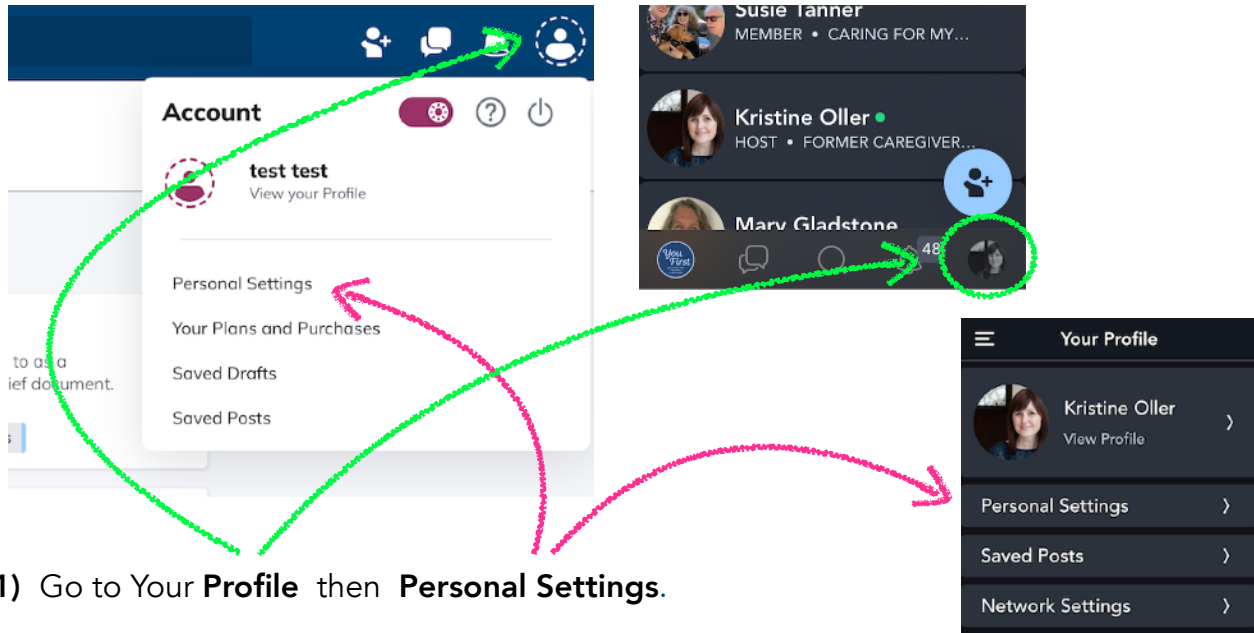 Account
test test
View your Profile
Personal Settings
Your Plans and Purchases
Saved Drafts
Saved Posts
to as a
ief document.
s
Susie Tanner
MEMBER • CARING FOR MY...
Kristine Oller
HOST • FORMER CAREGIVER...
Mary Gladstone
You
First
48
Your Profile
Kristine Oller
View Profile
Personal Settings
Saved Posts
Network Settings
1) Go to Your Profile then Personal Settings.